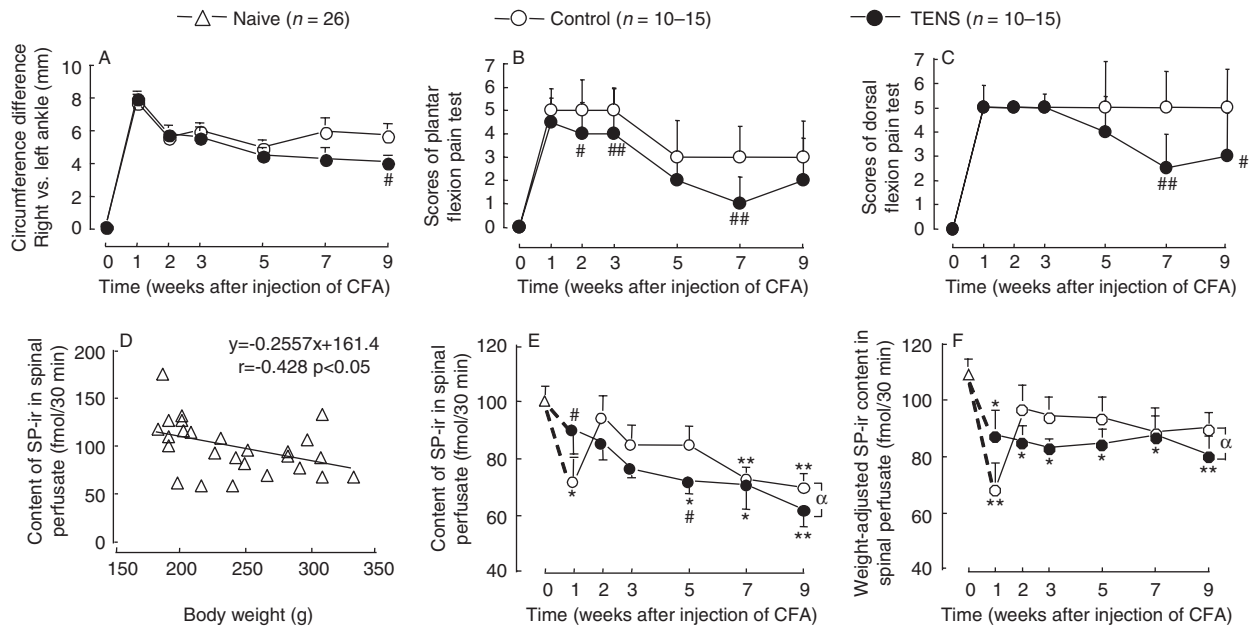 Naive (n = 26)
Control (n = 10–15)
TENS (n = 10–15)
A
Circumference difference
Right vs. left ankle (mm)
10
8
6
4
2
0
#
0 1 2 3 5 7 9
Time (weeks after injection of CFA)
B
Scores of plantar
flexion pain test
7
6
5
4
3
2
1
0
# ## ##
0 1 2 3 5 7 9
Time (weeks after injection of CFA)
C
Scores of dorsal
flexion pain test
7
6
5
4
3
2
1
0
## #
0 1 2 3 5 7 9
Time (weeks after injection of CFA)
D
y=-0.2557x+161.4
r=-0.428 p<0.05
Content of SP-ir in spinal
perfusate (fmol/30 min)
200
150
100
50
0
150 200 250 300 350
Body weight (g)
E
Content of SP-ir in spinal
perfusate (fmol/30 min)
120
100
80
60
40
#
*
** **
α
* *
# **
0 1 2 3 5 7 9
Time (weeks after injection of CFA)
F
Weight-adjusted SP-ir content in
spinal perfusate (fmol/30 min)
120
100
80
60
40
*
α
* * * * **
**
0 1 2 3 5 7 9
Time (weeks after injection of CFA)